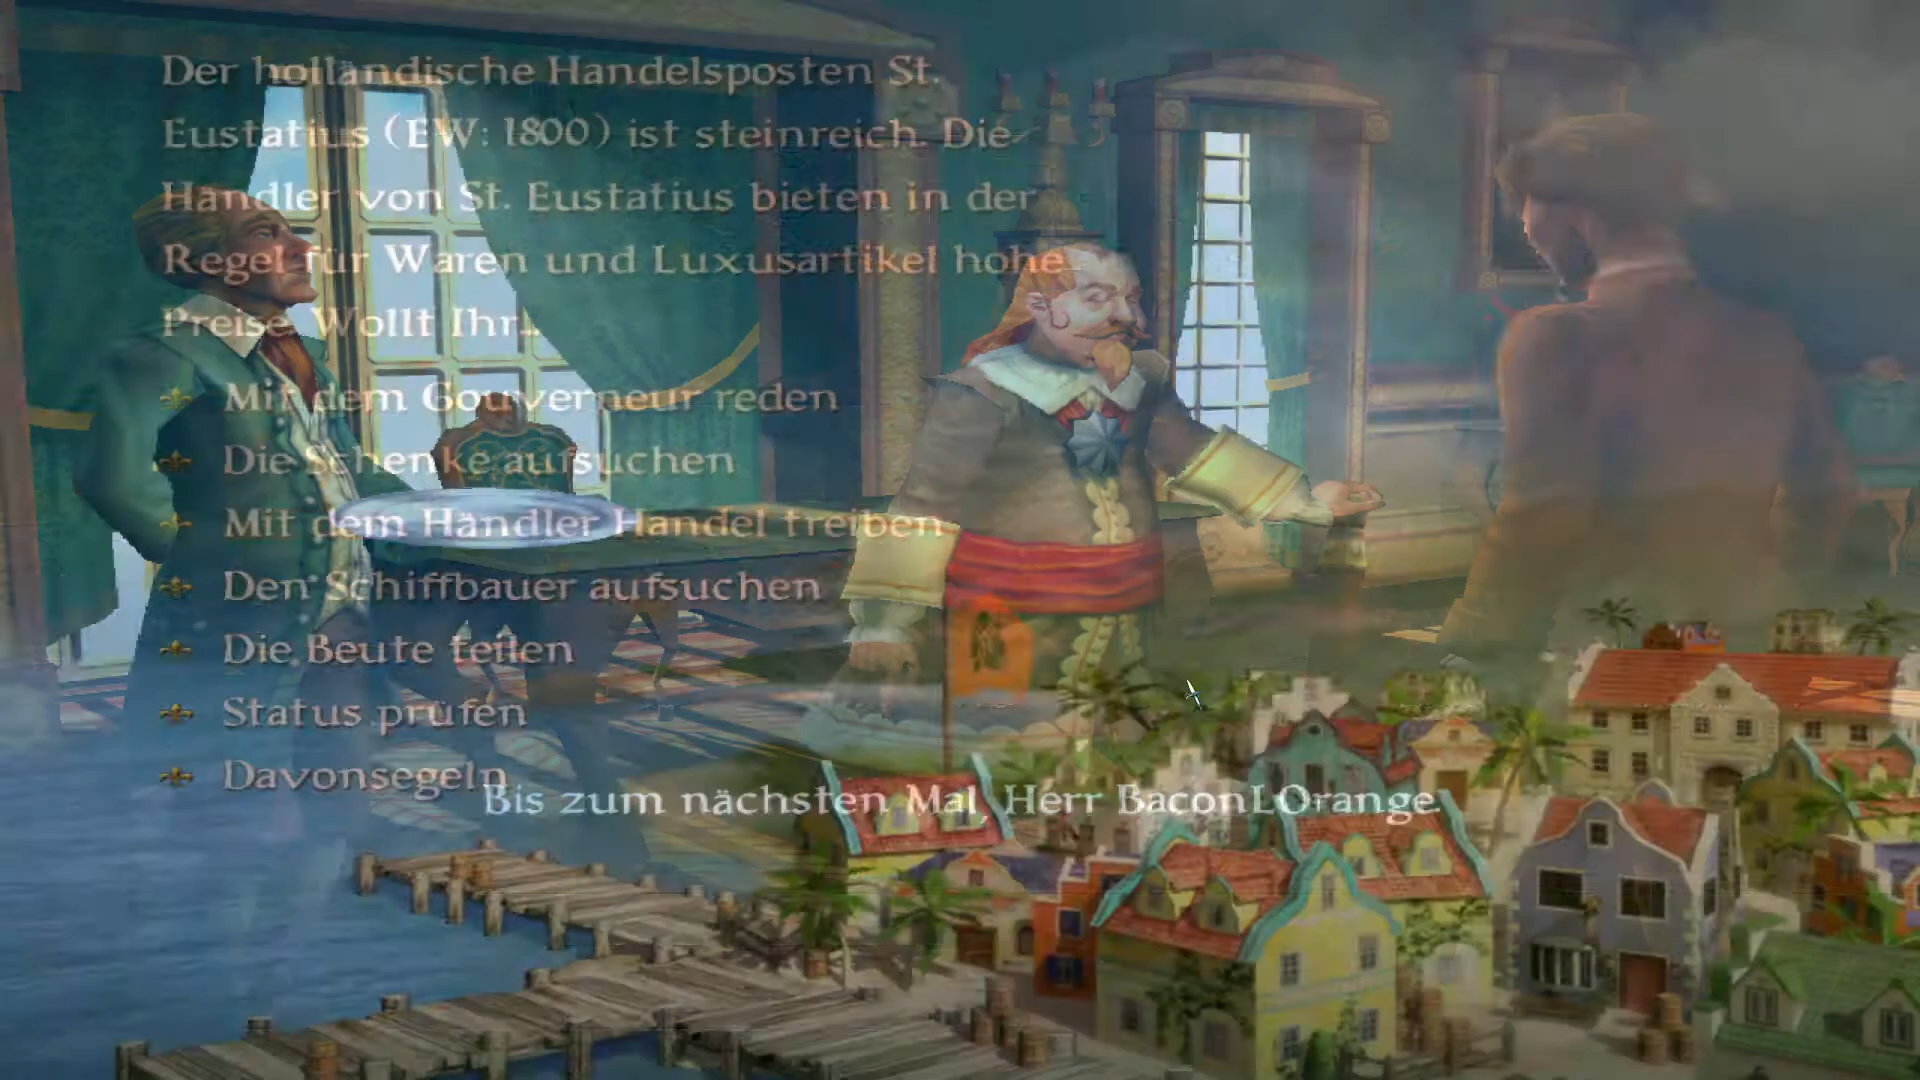 Der holländische Handelsposten St.
Eustatius (EW: 1800) ist steinreich. Die
Händler von St. Eustatius bieten in der
Regel für Waren und Luxusartikel hohe
Preise. Wollt Ihr...
Mit dem Gouverneur reden
Die Schenke aufsuchen
Mit dem Händler Handel treiben
Den Schiffbauer aufsuchen
Die Beute teilen
Status prüfen
Davonsegeln
Bis zum nächsten Mal, Herr BaconLOrange.